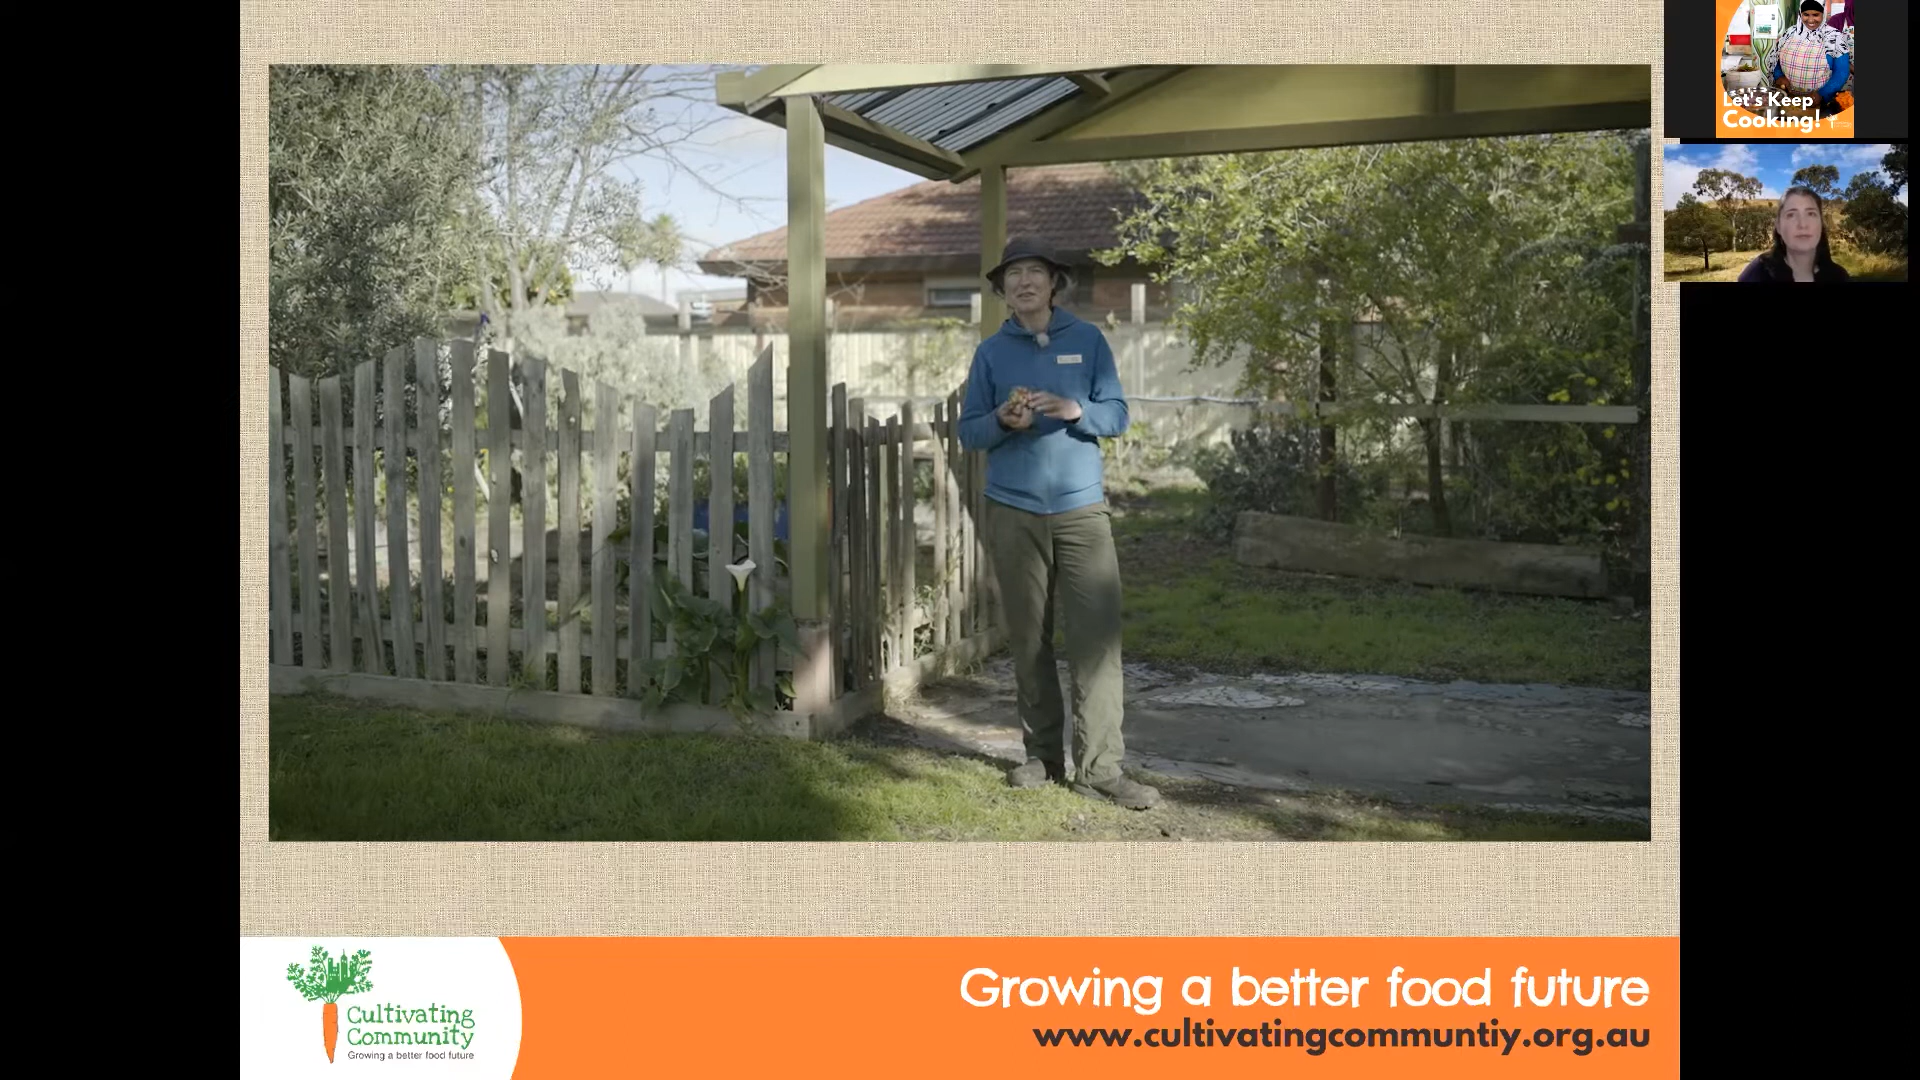 Let's Keep
Cooking!
Cultivating
Community
Growing a better food future
Growing a better food future
www.cultivatingcommuntiy.org.au